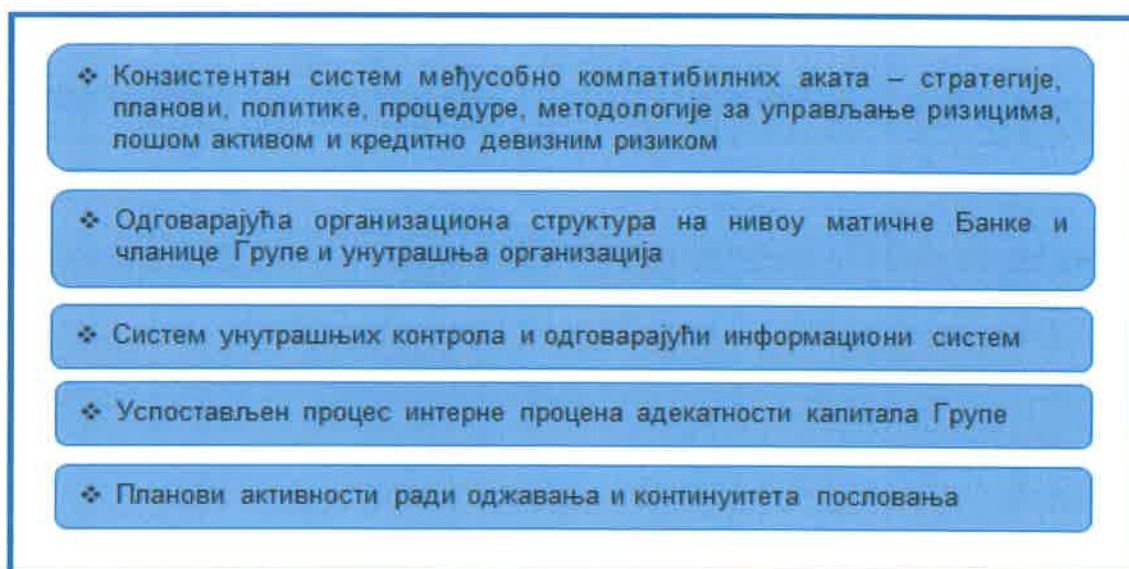 ❖ Конзистентан систем међусобно компатибилних аката – стратегије,
планови, политике, процедуре, методологије за управљање ризицима,
лошом активом и кредитно девизним ризиком
❖ Одговарајућа организациона структура на нивоу матичне Банке и
чланице Групе и унутрашња организација
❖ Систем унутрашњих контрола и одговарајући информациони систем
❖ Успостављен процес интерне процена адекатности капитала Групе
❖ Планови активности ради оджавања и континуитета пословања